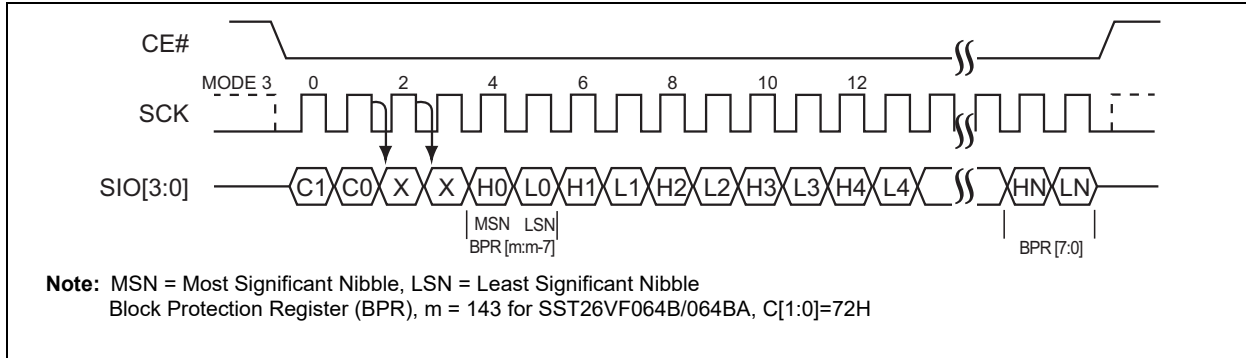 CE#
MODE 3 0 2 4 6 8 10 12
SCK
SIO[3:0] C1 C0 X X H0 L0 H1 L1 H2 L2 H3 L3 H4 L4 HN LN
MSN LSN
BPR [m:m-7] BPR [7:0]
Note: MSN = Most Significant Nibble, LSN = Least Significant Nibble
Block Protection Register (BPR), m = 143 for SST26VF064B/064BA, C[1:0]=72H